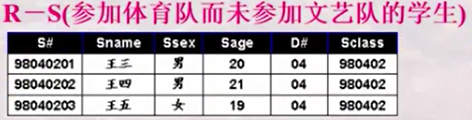 R－S(参加体育队而未参加文艺队的学生)
S# Sname Ssex Sage D# Sclass
98040201 王三 男 20 04 980402
98040202 王四 男 21 04 980402
98040203 王五 女 19 04 980402